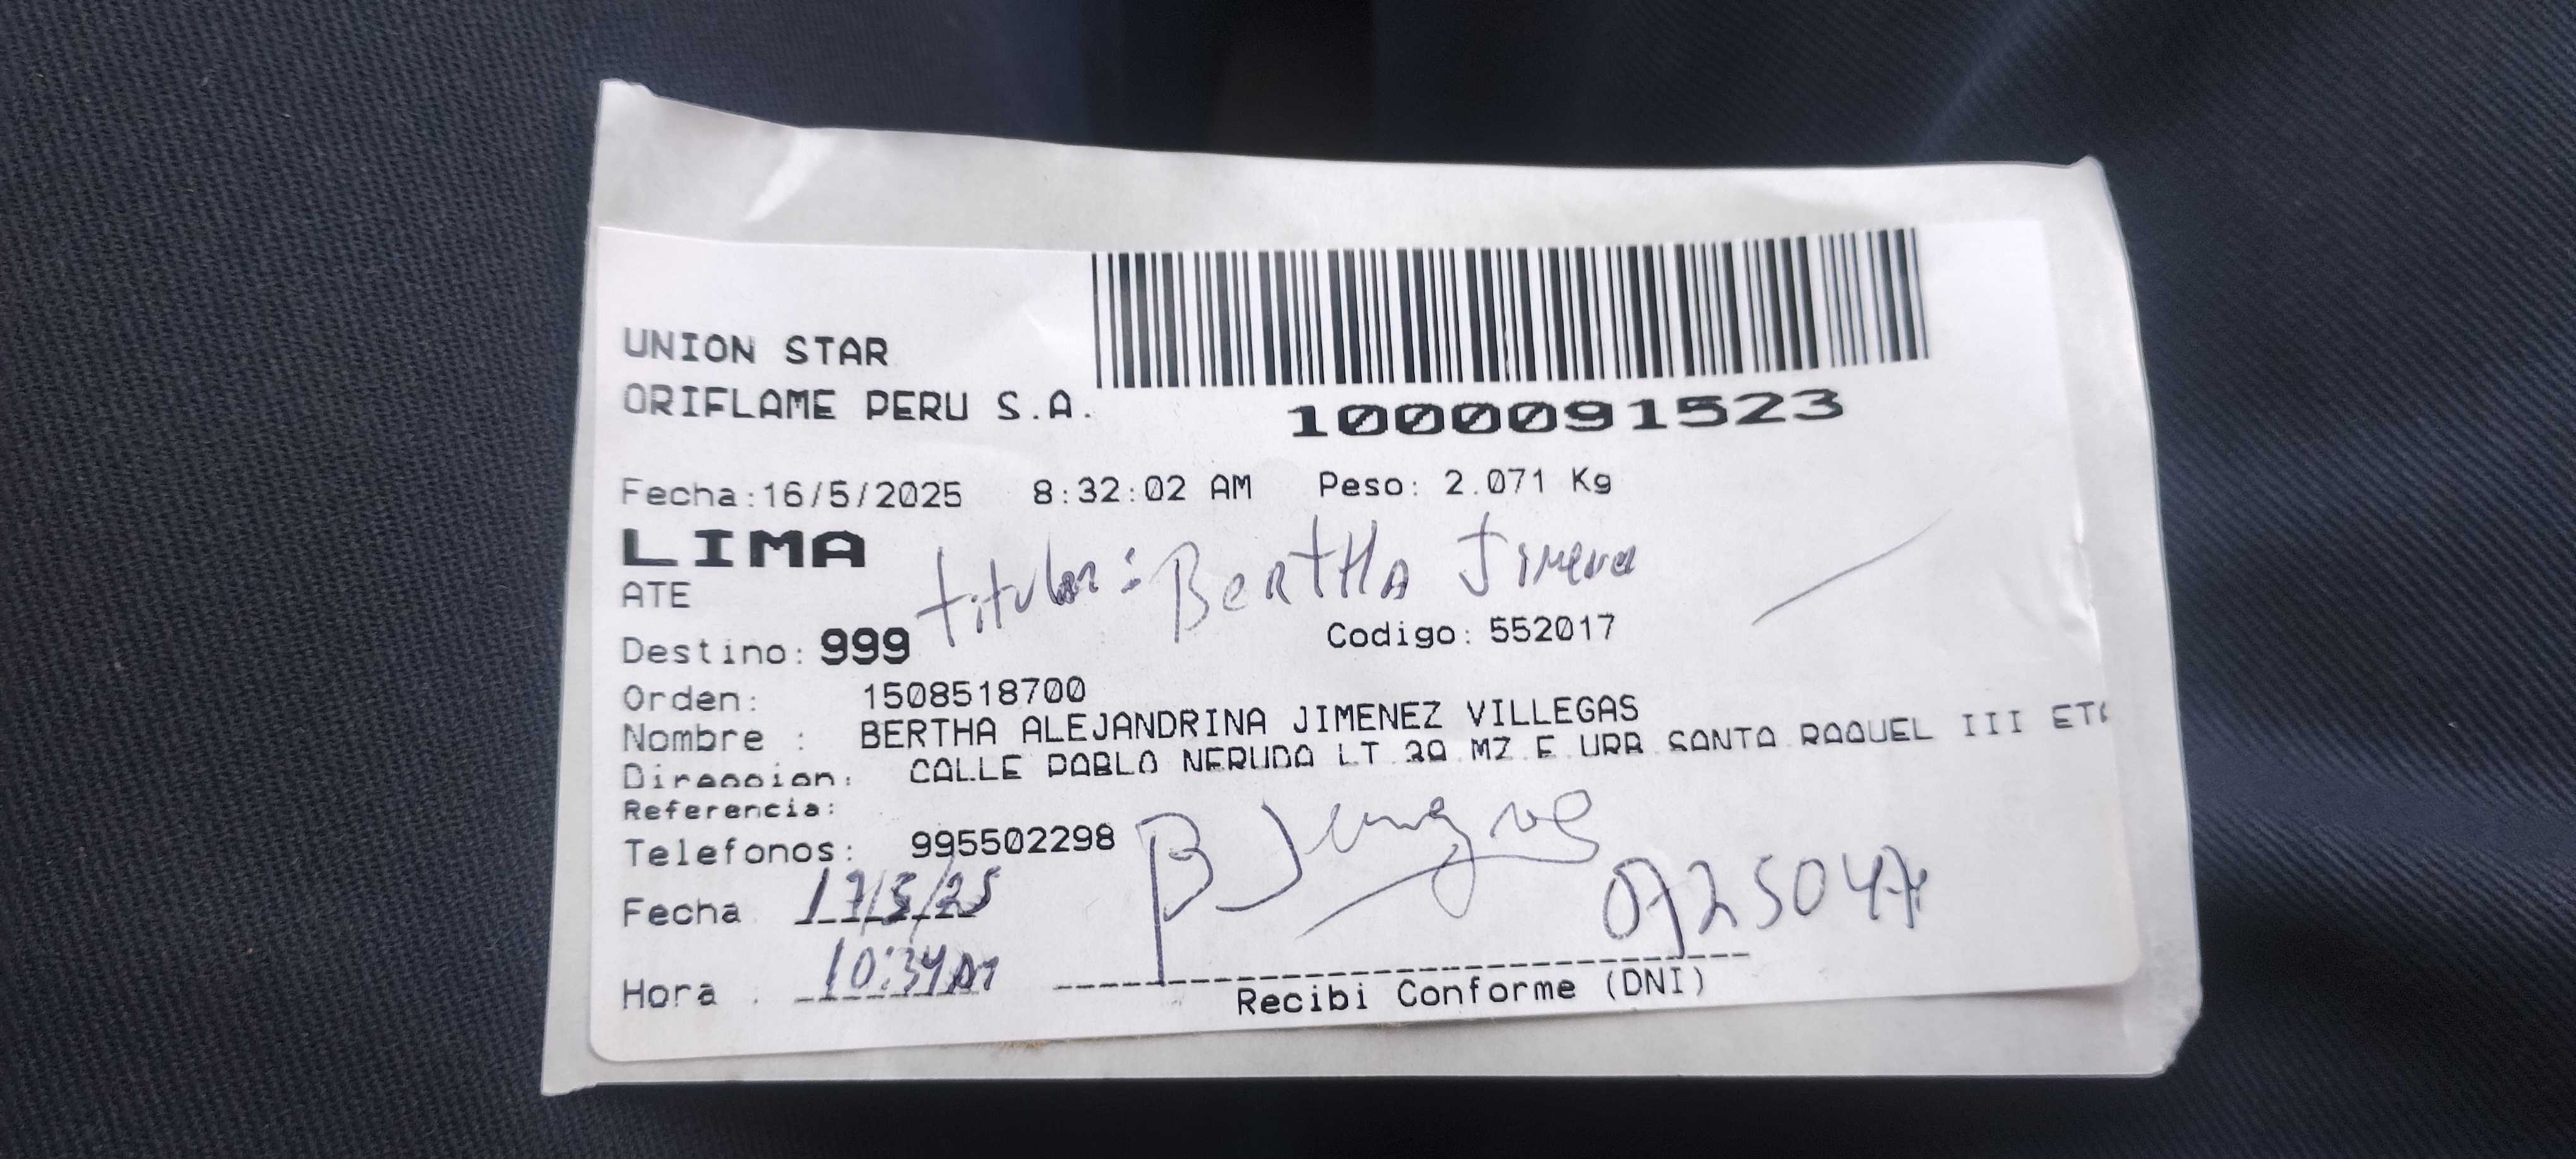 UNION STAR
ORIFLAME PERU S.A.
1000091523
Fecha:16/5/2025 8:32:02 AM Peso: 2.071 Kg
LIMA
titular: BERTHA Jimenez
ATE
Destino: 999 Codigo: 552017
Orden: 1508518700
Nombre : BERTHA ALEJANDRINA JIMENEZ VILLEGAS
Direccion: CALLE PABLO NERUDA LT MZ E URB SANTA RAQUEL III
Referencia:
Telefonos: 995502298
Fecha 17/5/25
Hora : 10:34 AM
Recibi Conforme (DNI)